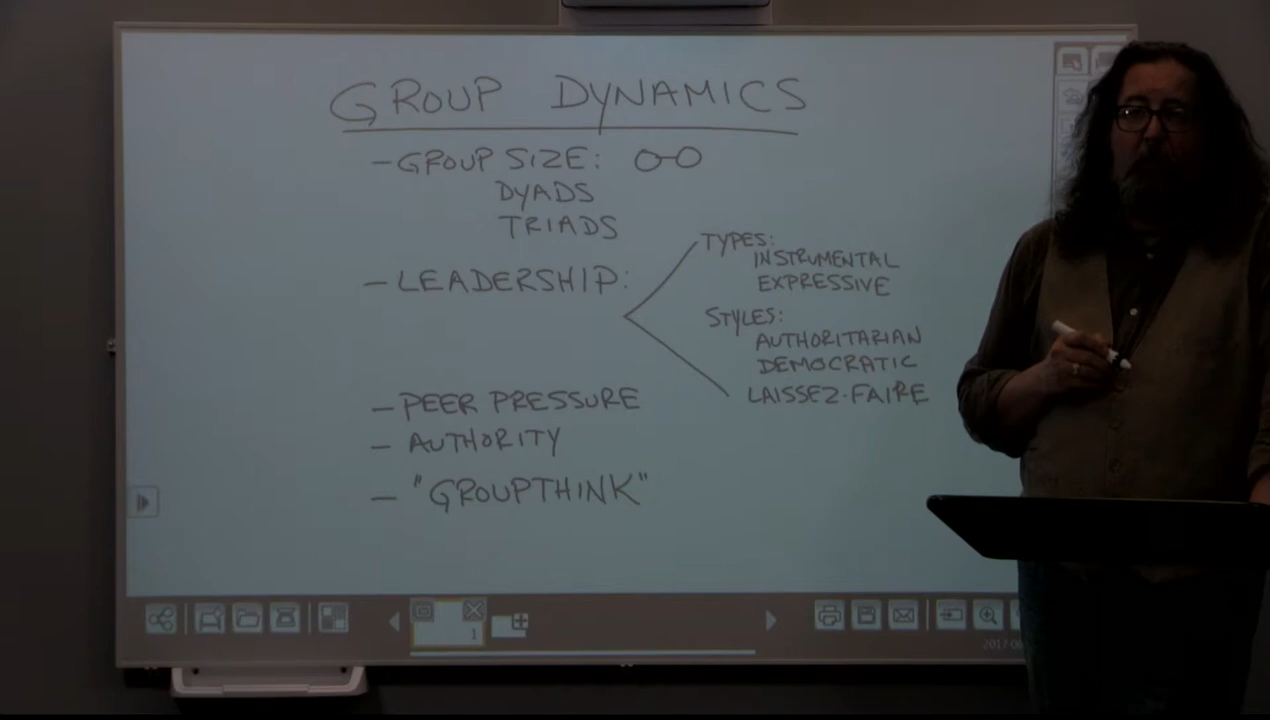 GROUP DYNAMICS
- GROUP SIZE:
DYADS
TRIADS
- LEADERSHIP:
TYPES:
INSTRUMENTAL
EXPRESSIVE
STYLES:
AUTHORITARIAN
DEMOCRATIC
LAISSEZ-FAIRE
- PEER PRESSURE
- AUTHORITY
- "GROUPTHINK"
1